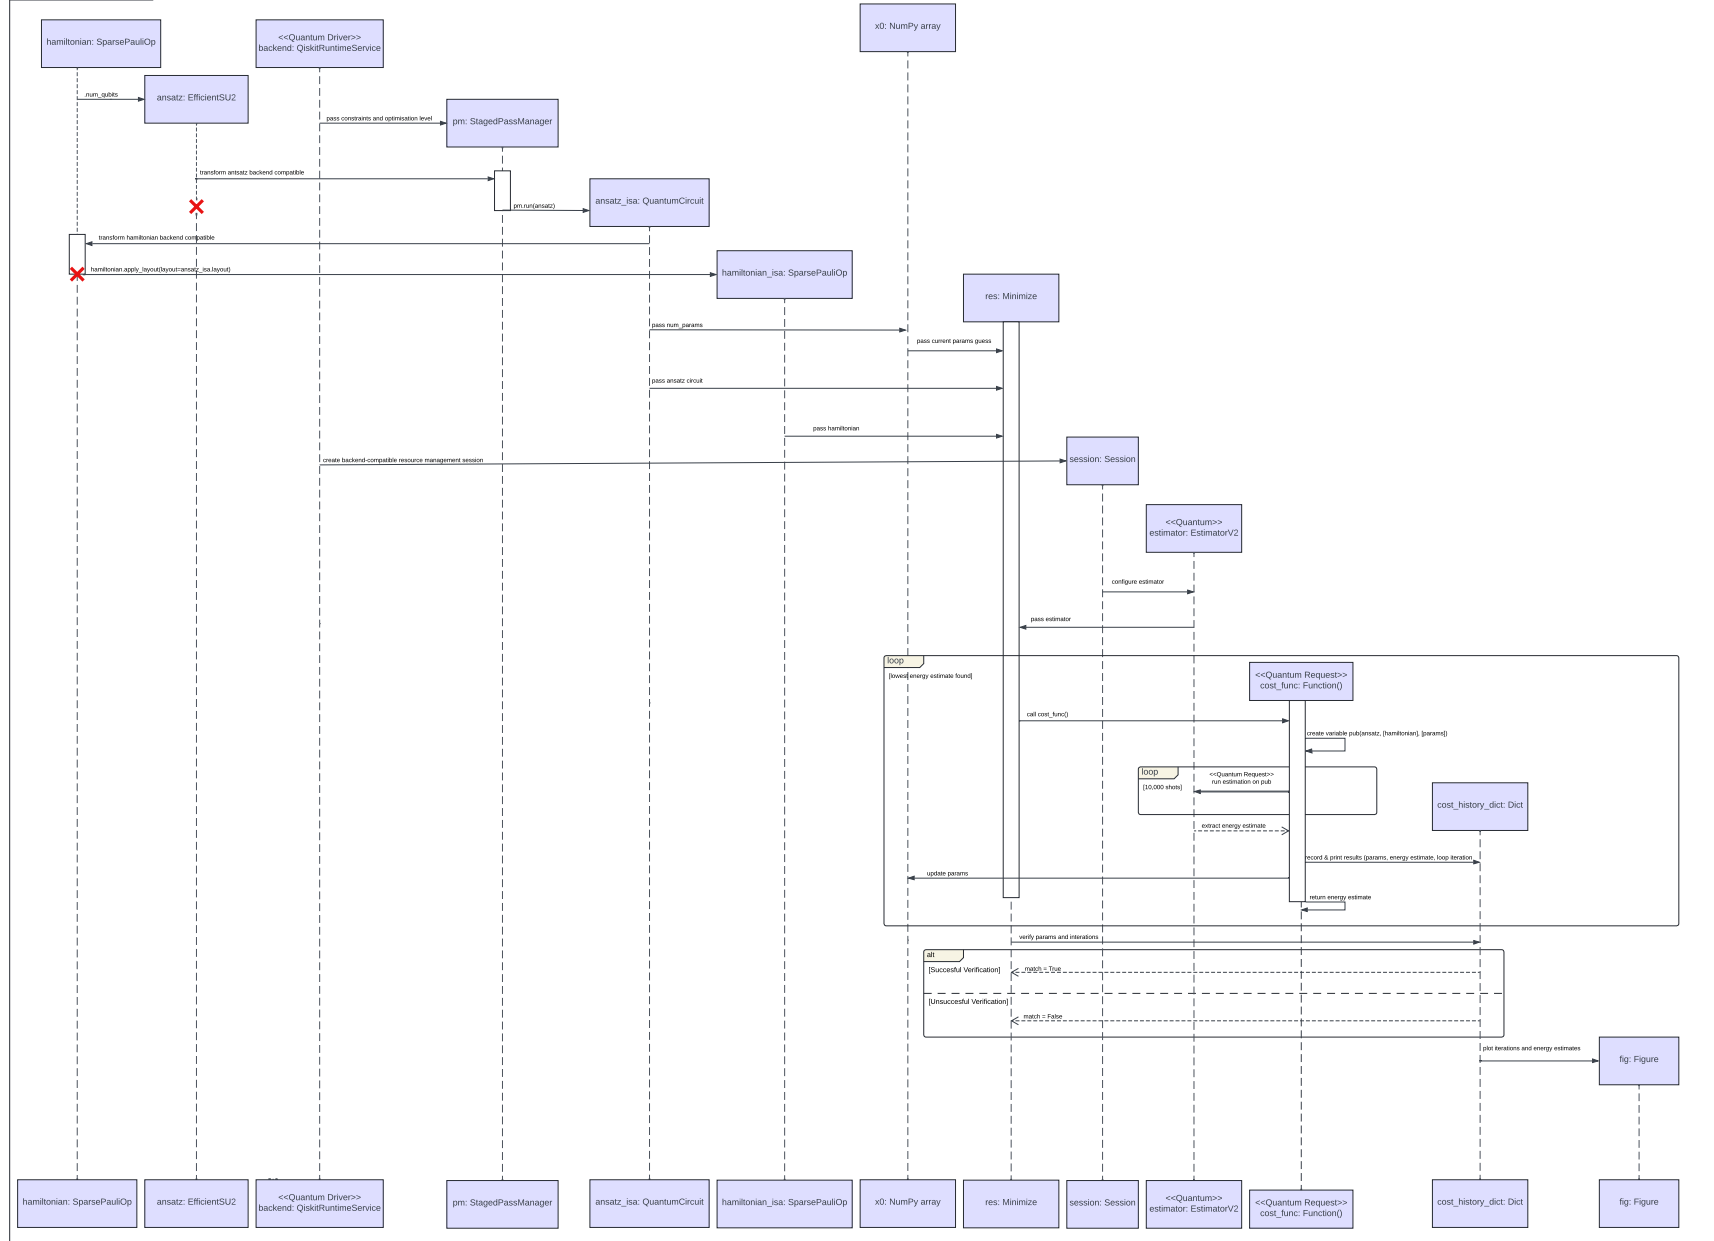 x0: NumPy array
hamiltonian: SparsePauliOp
<<Quantum Driver>>
backend: QiskitRuntimeService
.num_qubits
ansatz: EfficientSU2
pass constraints and optimisation level
pm: StagedPassManager
transform antsatz backend compatible
pm.run(ansatz)
ansatz_isa: QuantumCircuit
transform hamiltonian backend compatible
hamiltonian.apply_layout(layout=ansatz_isa.layout)
hamiltonian_isa: SparsePauliOp
res: Minimize
pass num_params
pass current params guess
pass ansatz circuit
pass hamiltonian
create backend-compatible resource management session
session: Session
<<Quantum>>
estimator: EstimatorV2
configure estimator
pass estimator
loop
[lowest energy estimate found]
<<Quantum Request>>
cost_func: Function()
call cost_func()
create variable pub(ansatz, [hamiltonian], [params])
loop
[10,000 shots]
<<Quantum Request>>
run estimation on pub
cost_history_dict: Dict
extract energy estimate
record & print results (params, energy estimate, loop iteration
update params
return energy estimate
verify params and interations
alt
[Succesful Verification]
match = True
[Unsuccesful Verification]
match = False
plot iterations and energy estimates
fig: Figure
hamiltonian: SparsePauliOp
ansatz: EfficientSU2
<<Quantum Driver>>
backend: QiskitRuntimeService
pm: StagedPassManager
ansatz_isa: QuantumCircuit
hamiltonian_isa: SparsePauliOp
x0: NumPy array
res: Minimize
session: Session
<<Quantum>>
estimator: EstimatorV2
<<Quantum Request>>
cost_func: Function()
cost_history_dict: Dict
fig: Figure